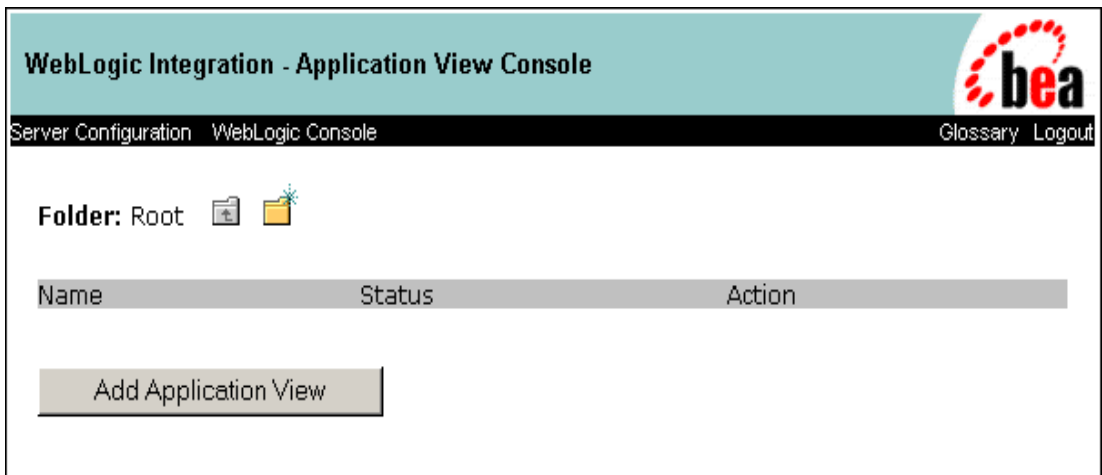 WebLogic Integration - Application View Console
bea
Server Configuration WebLogic Console Glossary Logout
Folder: Root
Name Status Action
Add Application View